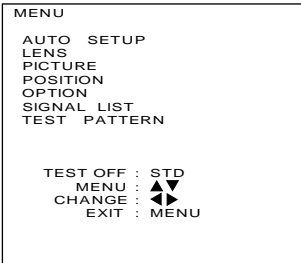 MENU
AUTO SETUP
LENS
PICTURE
POSITION
OPTION
SIGNAL LIST
TEST PATTERN
TEST OFF : STD
MENU : ▲▼
CHANGE : ◀▶
EXIT : MENU